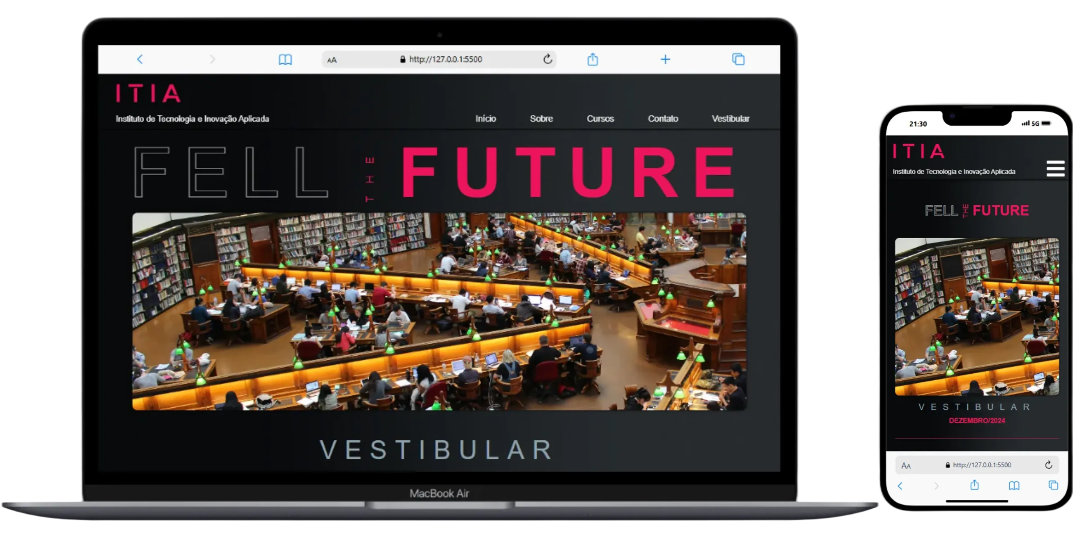 AA http://127.0.0.1:5500
ITIA
Instituto de Tecnologia e Inovação Aplicada
Início Sobre Cursos Contato Vestibular
FELL THE FUTURE
VESTIBULAR
MacBook Air
21:30 5G
ITIA
Instituto de Tecnologia e Inovação Aplicada
FELL THE FUTURE
VESTIBULAR
DEZEMBRO/2024
AA http://127.0.0.1:5500